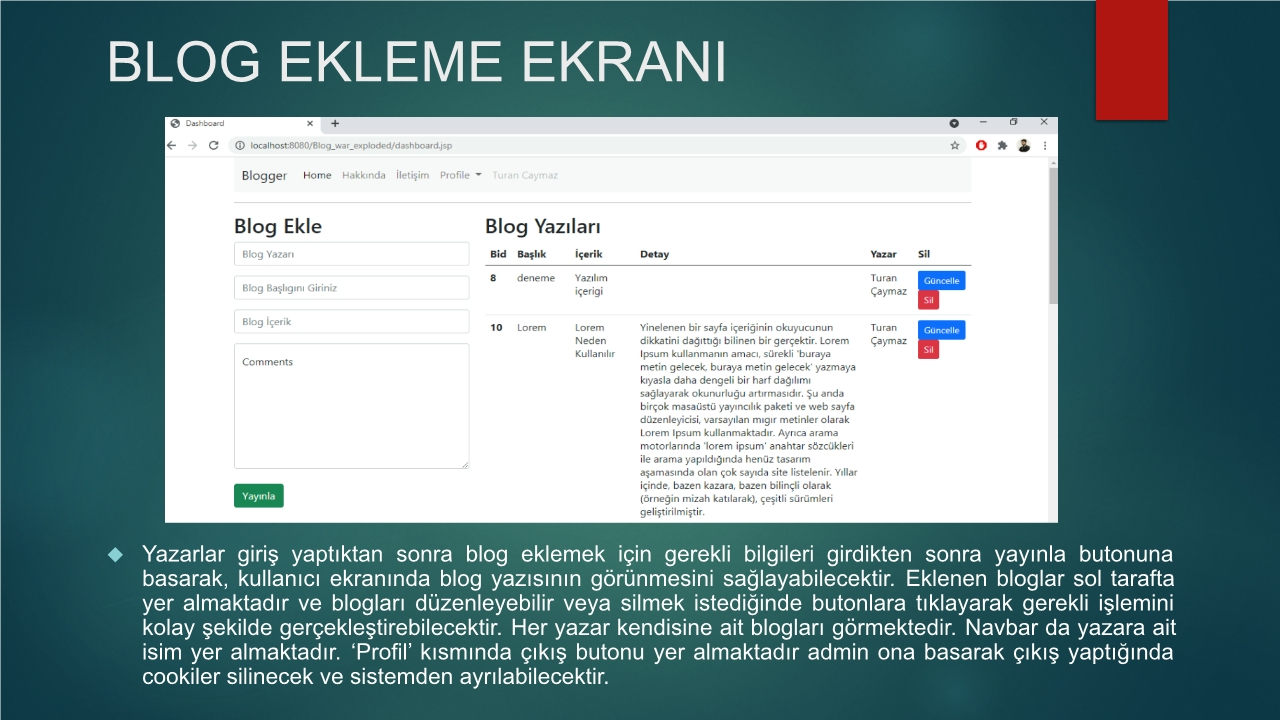 BLOG EKLEME EKRANI
Dashboard
localhost:8080/Blog_war_exploded/dashboard.jsp
Blogger Home Hakkında İletişim Profile Turan Caymaz
Blog Ekle
Blog Yazarı
Blog Başlıgını Giriniz
Blog İçerik
Comments
Yayınla
Blog Yazıları
Bid Başlık İçerik Detay Yazar Sil
8 deneme Yazılım Turan Güncelle
içerigi Çaymaz Sil
10 Lorem Lorem Yinelenen bir sayfa içeriğinin okuyucunun Turan Güncelle
Neden dikkatini dağıttığı bilinen bir gerçektir. Lorem Çaymaz Sil
Kullanılır Ipsum kullanmanın amacı, sürekli 'buraya
metin gelecek, buraya metin gelecek' yazmaya
kıyasla daha dengeli bir harf dağılımı
sağlayarak okunurluğu artırmasıdır. Şu anda
birçok masaüstü yayıncılık paketi ve web sayfa
düzenleyicisi, varsayılan mıgır metinler olarak
Lorem Ipsum kullanmaktadır. Ayrıca arama
motorlarında 'lorem ipsum' anahtar sözcükleri
ile arama yapıldığında henüz tasarım
aşamasında olan çok sayıda site listelenir. Yıllar
içinde, bazen kazara, bazen bilinçli olarak
(örneğin mizah katılarak), çeşitli sürümleri
geliştirilmiştir.
Yazarlar giriş yaptıktan sonra blog eklemek için gerekli bilgileri girdikten sonra yayınla butonuna
basarak, kullanıcı ekranında blog yazısının görünmesini sağlayabilecektir. Eklenen bloglar sol tarafta
yer almaktadır ve blogları düzenleyebilir veya silmek istediğinde butonlara tıklayarak gerekli işlemini
kolay şekilde gerçekleştirebilecektir. Her yazar kendisine ait blogları görmektedir. Navbar da yazara ait
isim yer almaktadır. ‘Profil’ kısmında çıkış butonu yer almaktadır admin ona basarak çıkış yaptığında
cookiler silinecek ve sistemden ayrılabilecektir.